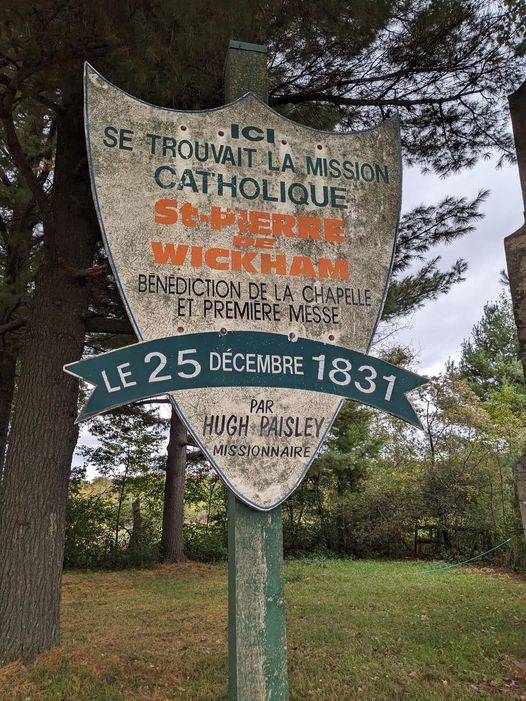 ICI
SE TROUVAIT LA MISSION
CATHOLIQUE
St-PIERRE
DE
WICKHAM
BÉNÉDICTION DE LA CHAPELLE
ET PREMIÈRE MESSE
LE 25 DÉCEMBRE 1831
PAR
HUGH PAISLEY
MISSIONNAIRE